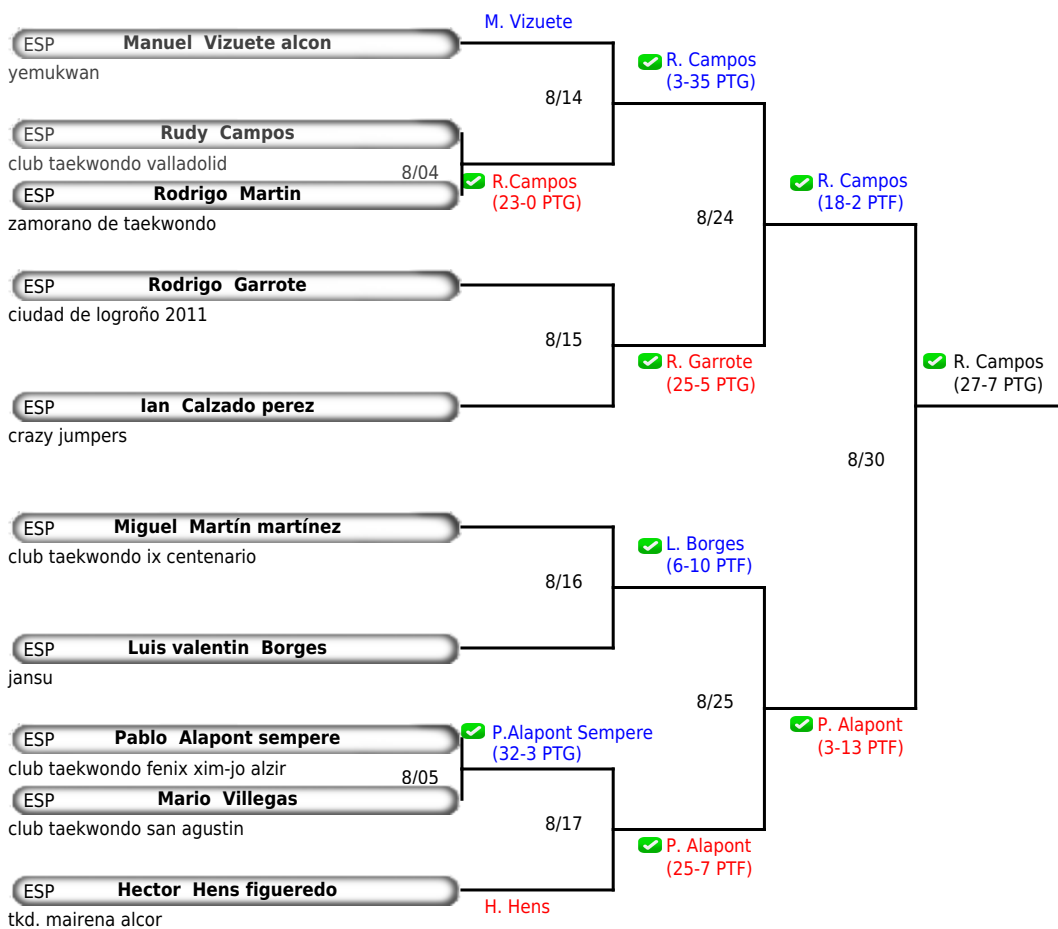 M. Vizuete
ESP Manuel Vizuete alcon
yemukwan
R. Campos
(3-35 PTG)
8/14
ESP Rudy Campos
club taekwondo valladolid
8/04
ESP Rodrigo Martin
zamorano de taekwondo
R.Campos
(23-0 PTG)
R. Campos
(18-2 PTF)
8/24
ESP Rodrigo Garrote
ciudad de logroño 2011
8/15
R. Garrote
(25-5 PTG)
R. Campos
(27-7 PTG)
ESP Ian Calzado perez
crazy jumpers
8/30
ESP Miguel Martín martínez
club taekwondo ix centenario
L. Borges
(6-10 PTF)
8/16
ESP Luis valentin Borges
jansu
8/25
P. Alapont
(3-13 PTF)
ESP Pablo Alapont sempere
club taekwondo fenix xim-jo alzir
P.Alapont Sempere
(32-3 PTG)
8/05
ESP Mario Villegas
club taekwondo san agustin
8/17
P. Alapont
(25-7 PTF)
ESP Hector Hens figueredo
tkd. mairena alcor
H. Hens